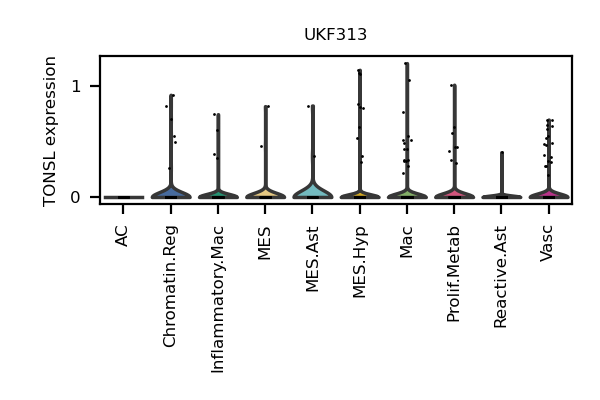 UKF313
TONSL expression
1
0
AC
Chromatin.Reg
Inflammatory.Mac
MES
MES.Ast
MES.Hyp
Mac
Prolif.Metab
Reactive.Ast
Vasc